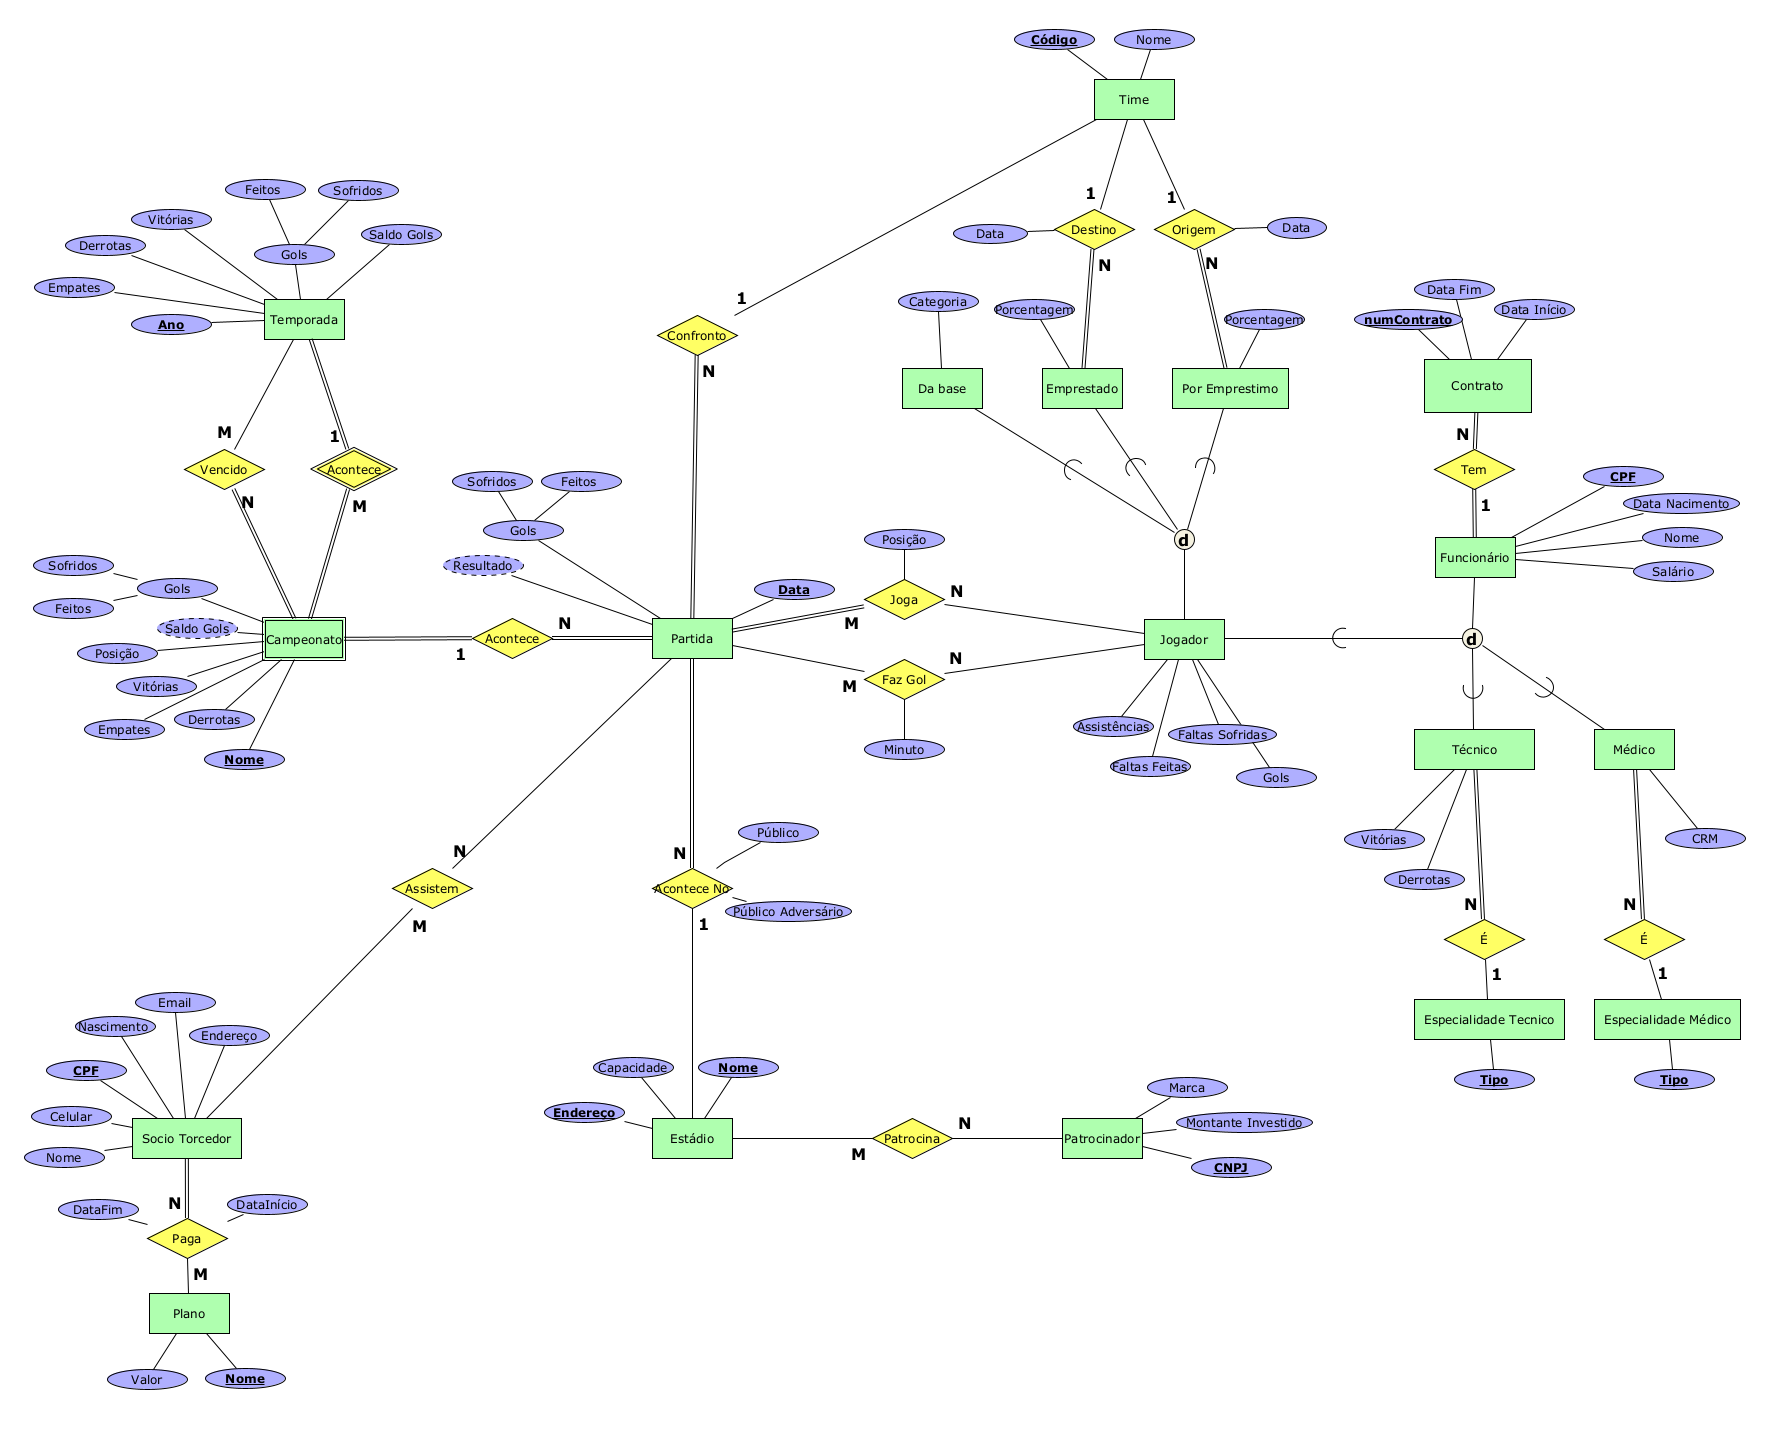 Código
Nome
Time
Feitos
Sofridos
Vitórias
Saldo Gols
Derrotas
Gols
Empates
Ano
Temporada
1
1
Data
Destino
Origem
Data
N
N
1
Confronto
N
Categoria
Porcentagem
Porcentagem
Da base
Emprestado
Por Emprestimo
Data Fim
Data Início
numContrato
Contrato
N
Tem
1
CPF
Data Nacimento
Nome
Salário
Funcionário
M
1
Vencido
Acontece
N
M
Sofridos
Feitos
Gols
Resultado
Data
Posição
Joga
N
M
d
Sofridos
Gols
Feitos
Saldo Gols
Campeonato
Posição
Vitórias
Empates
Derrotas
Nome
1
Acontece
N
Partida
Jogador
d
N
Faz Gol
M
Minuto
Assistências
Faltas Sofridas
Faltas Feitas
Gols
Técnico
Médico
Vitórias
CRM
Derrotas
N
N
É
É
1
1
Especialidade Tecnico
Especialidade Médico
Tipo
Tipo
N
Assistem
M
Público
N
Acontece No
Público Adversário
1
Email
Nascimento
Endereço
CPF
Celular
Nome
Socio Torcedor
Capacidade
Nome
Endereço
Estádio
M
Patrocina
N
Patrocinador
Marca
Montante Investido
CNPJ
N
DataFim
DataInício
Paga
M
Plano
Valor
Nome